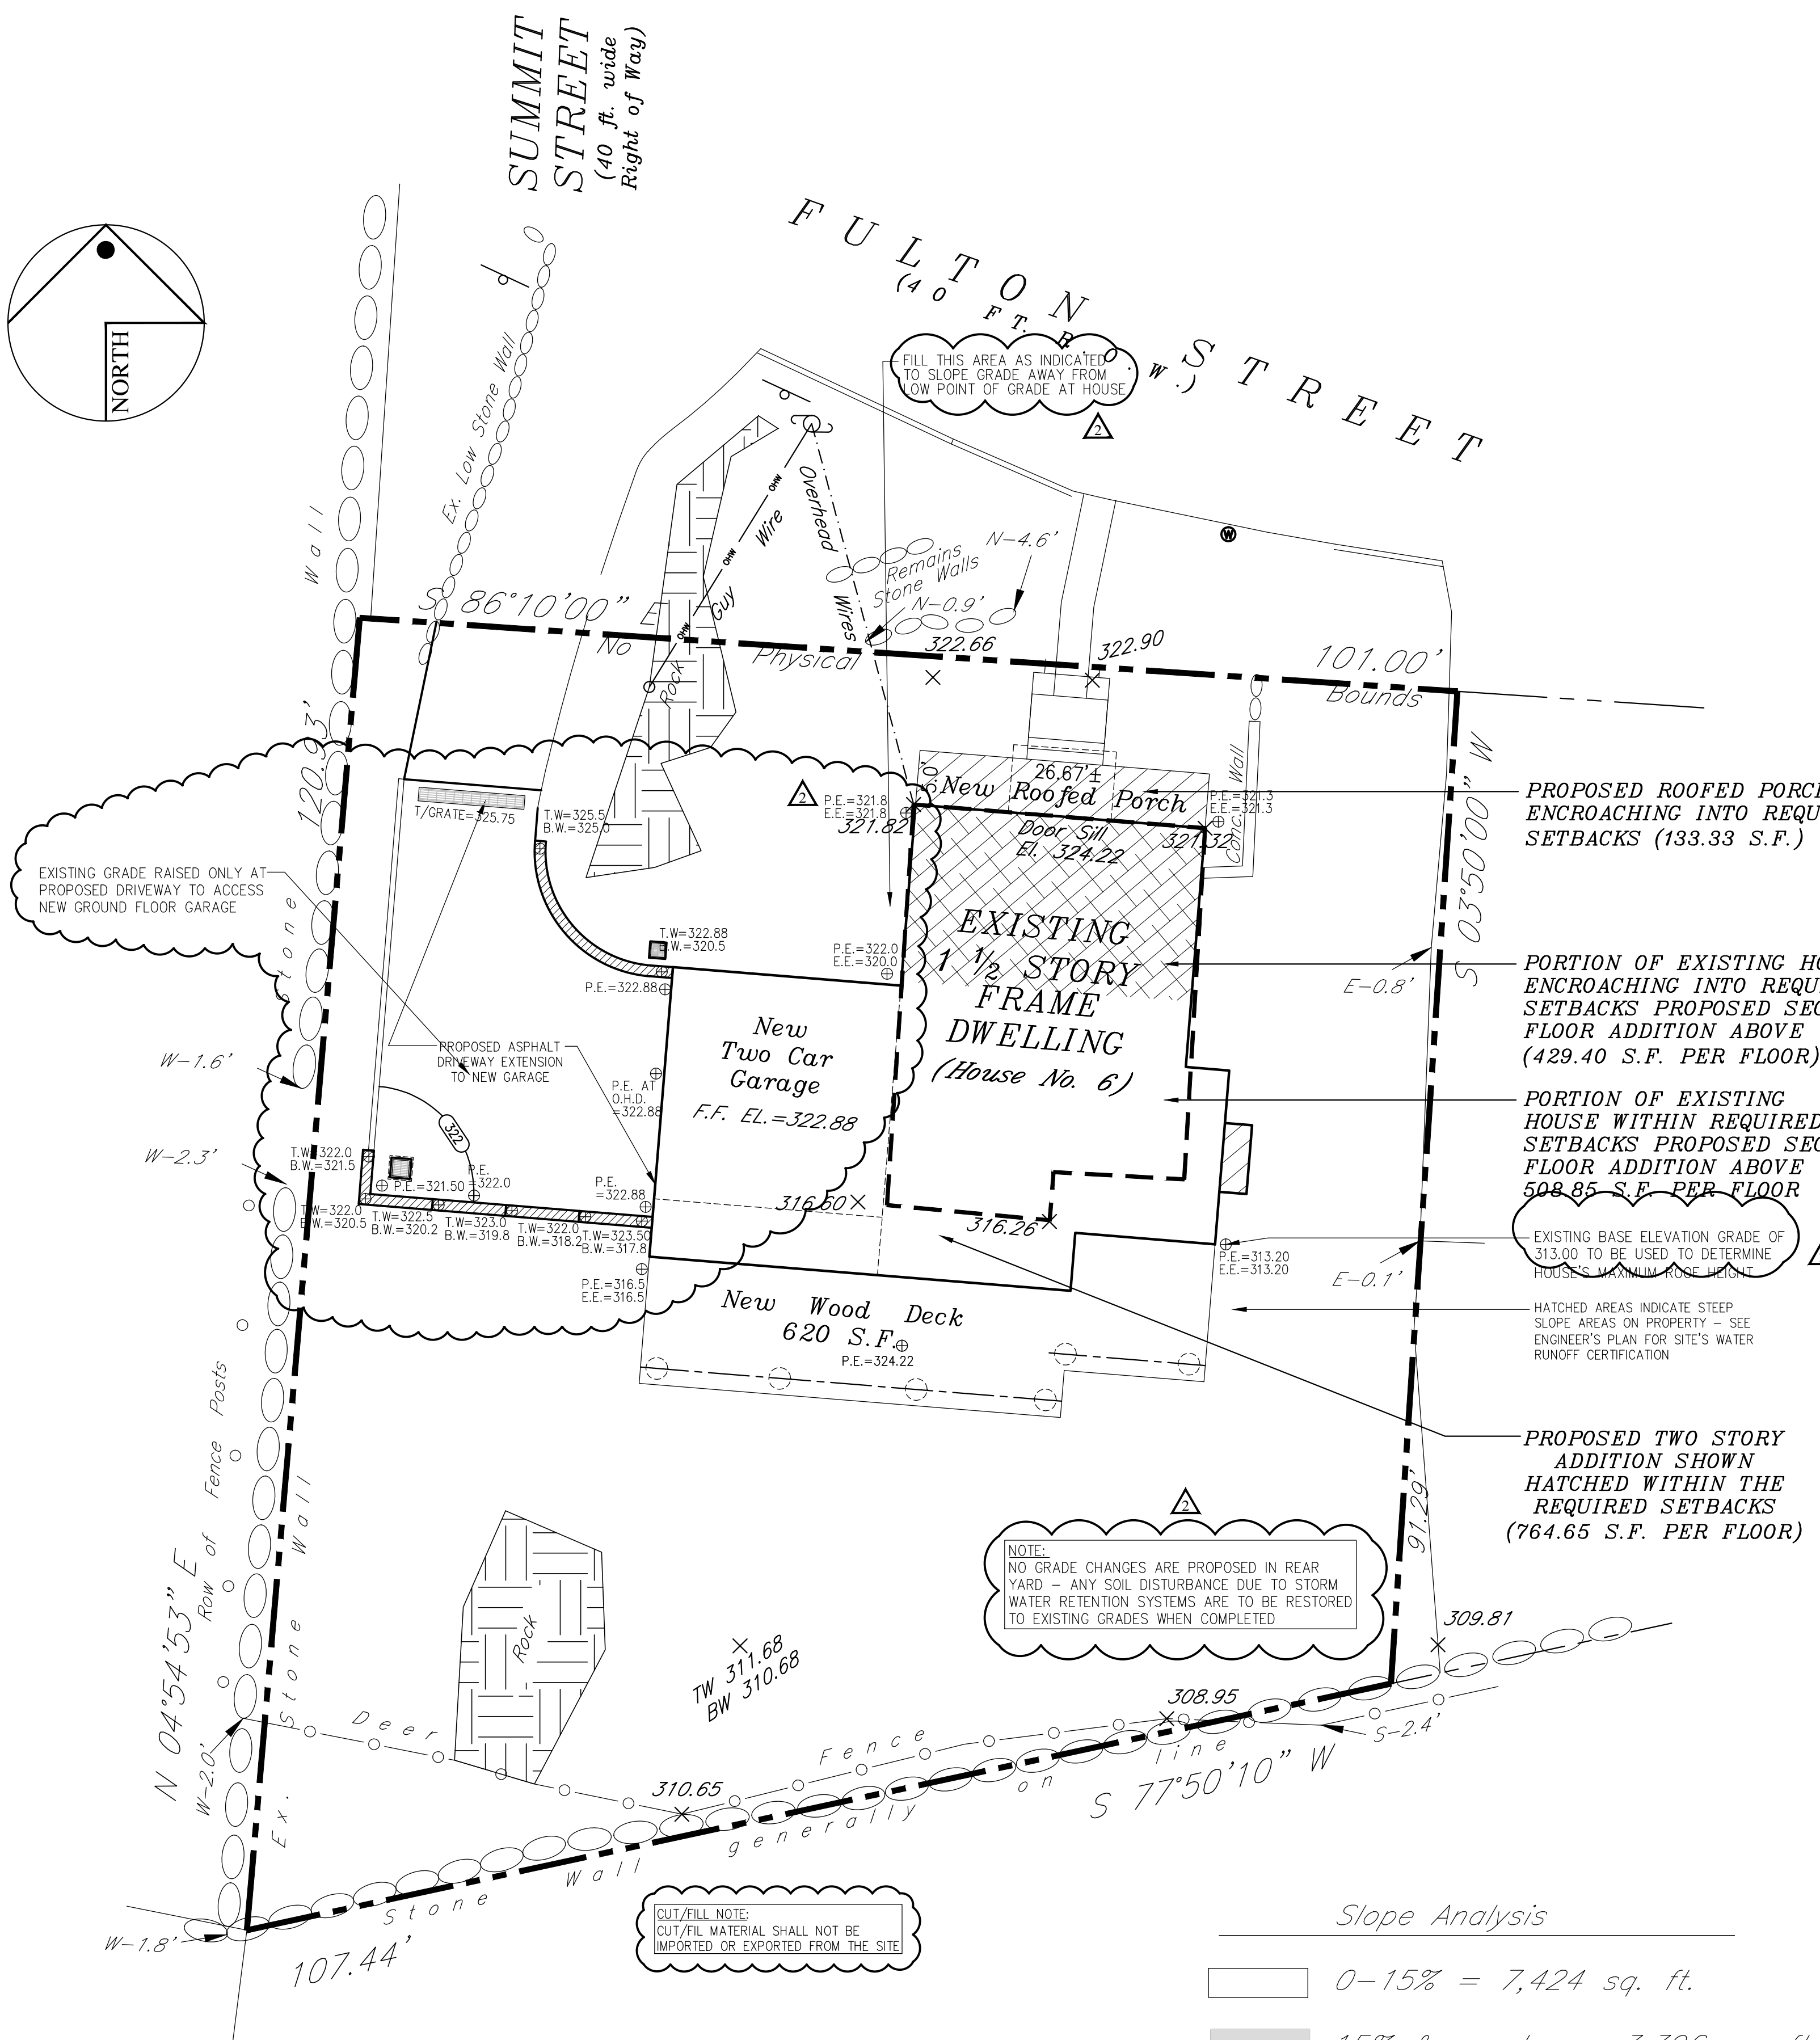 SUMMIT
STREET
(40 ft. wide
Right of Way)
NORTH
FULTON STREET
(40 FT. R.O.W.)
FILL THIS AREA AS INDICATED
TO SLOPE GRADE AWAY FROM
LOW POINT OF GRADE AT HOUSE
2
Wall
Ex. Low Stone Wall
OHW
OHW
OHW
Guy Wire
Overhead Wires
Remains
Stone Walls
N-4.6'
N-0.9'
W
S 86°10'00" E
101.00'
No Physical Bounds
322.66
322.90
Rock
120.93'
2
P.E.=321.8
E.E.=321.8
321.82
5.0'
26.67'±
New Roofed Porch
P.E.=321.3
E.E.=321.3
321.32
Door Sill
El. 324.22
Conc. Wall
S 03°50'00" W
PROPOSED ROOFED PORC
ENCROACHING INTO REQU
SETBACKS (133.33 S.F.)
T/GRATE=325.75
T.W=325.5
B.W.=325.0
EXISTING GRADE RAISED ONLY AT
PROPOSED DRIVEWAY TO ACCESS
NEW GROUND FLOOR GARAGE
Stone
T.W=322.88
B.W.=320.5
P.E.=322.88
P.E.=322.0
E.E.=320.0
EXISTING
1 ½ STORY
FRAME
DWELLING
(House No. 6)
E-0.8'
PORTION OF EXISTING HO
ENCROACHING INTO REQU
SETBACKS PROPOSED SEC
FLOOR ADDITION ABOVE
(429.40 S.F. PER FLOOR)
New
Two Car
Garage
F.F. EL.=322.88
PROPOSED ASPHALT
DRIVEWAY EXTENSION
TO NEW GARAGE
P.E. AT
O.H.D.
=322.88
W-1.6'
W-2.3'
322
PORTION OF EXISTING
HOUSE WITHIN REQUIRED
SETBACKS PROPOSED SEC
FLOOR ADDITION ABOVE
508.85 S.F. PER FLOOR
T.W=322.0
B.W.=321.5
P.E.=321.50
P.E.
=322.0
P.E.
=322.88
T.W=322.0
B.W.=320.5
T.W=322.5
B.W.=320.2
T.W=323.0
B.W.=319.8
T.W=322.0
B.W.=318.2
T.W=323.50
B.W.=317.8
316.60
316.26
P.E.=313.20
E.E.=313.20
EXISTING BASE ELEVATION GRADE OF
313.00 TO BE USED TO DETERMINE
HOUSE'S MAXIMUM ROOF HEIGHT
E-0.1'
P.E.=316.5
E.E.=316.5
New Wood Deck
620 S.F.
P.E.=324.22
HATCHED AREAS INDICATE STEEP
SLOPE AREAS ON PROPERTY – SEE
ENGINEER'S PLAN FOR SITE'S WATER
RUNOFF CERTIFICATION
Row of Fence Posts
PROPOSED TWO STORY
ADDITION SHOWN
HATCHED WITHIN THE
REQUIRED SETBACKS
(764.65 S.F. PER FLOOR)
91.29'
2
NOTE:
NO GRADE CHANGES ARE PROPOSED IN REAR
YARD – ANY SOIL DISTURBANCE DUE TO STORM
WATER RETENTION SYSTEMS ARE TO BE RESTORED
TO EXISTING GRADES WHEN COMPLETED
N 04°54'53" E
Ex. Stone Wall
Rock
TW 311.68
BW 310.68
309.81
308.95
S-2.4'
W-2.0'
Deer Fence
310.65
S 77°50'10" W
Stone Wall generally on line
W-1.8'
107.44'
CUT/FILL NOTE:
CUT/FIL MATERIAL SHALL NOT BE
IMPORTED OR EXPORTED FROM THE SITE
Slope Analysis
0-15% = 7,424 sq. ft.